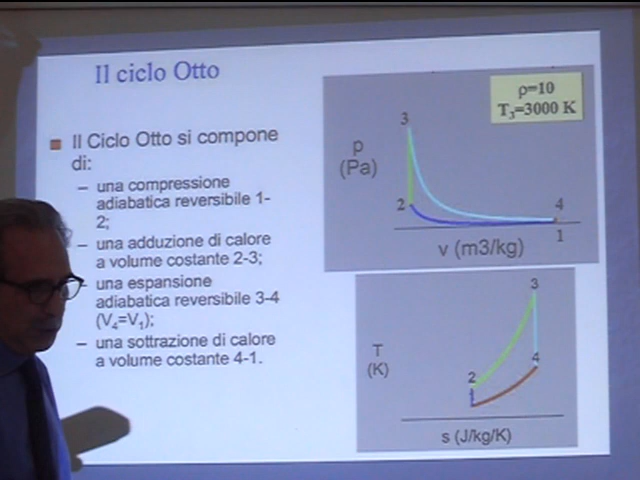 Il ciclo Otto
Il Ciclo Otto si compone
di:
– una compressione
adiabatica reversibile 1-
2;
– una adduzione di calore
a volume costante 2-3;
– una espansione
adiabatica reversibile 3-4
(V₄=V₁);
– una sottrazione di calore
a volume costante 4-1.
ρ=10
T₃=3000 K
3
p
(Pa)
2
4
1
v (m3/kg)
3
T
(K)
4
2
s (J/kg/K)